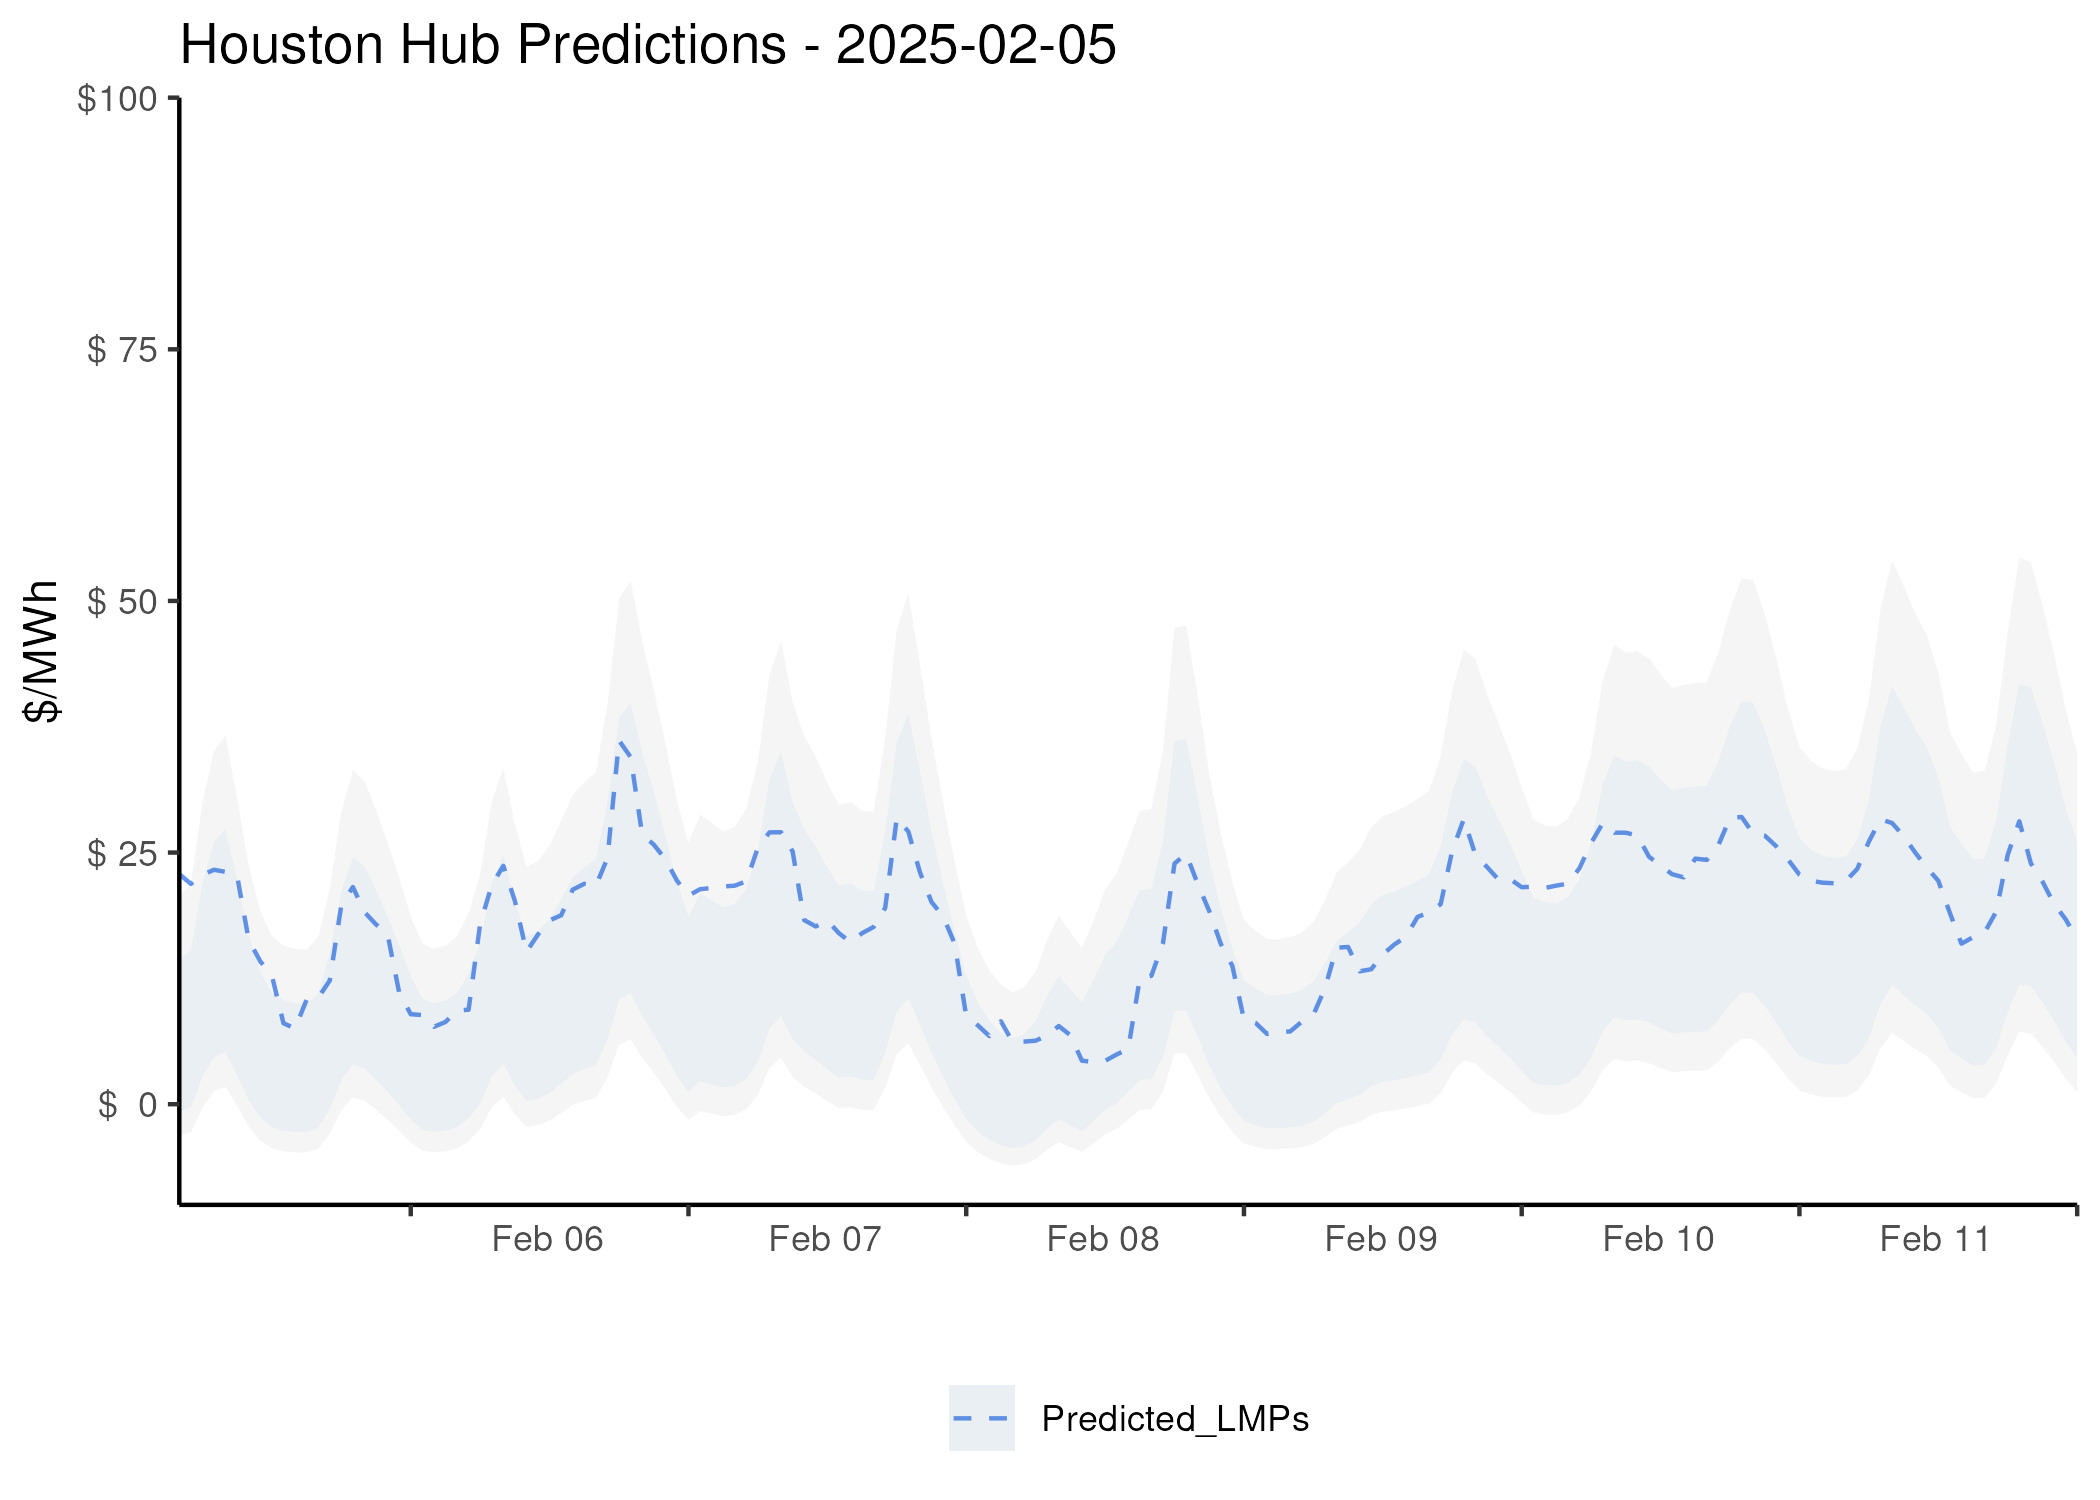 Houston Hub Predictions - 2025-02-05
$100
$ 75
$ 50
$ 25
$  0
$/MWh
Feb 06 Feb 07 Feb 08 Feb 09 Feb 10 Feb 11
Predicted_LMPs